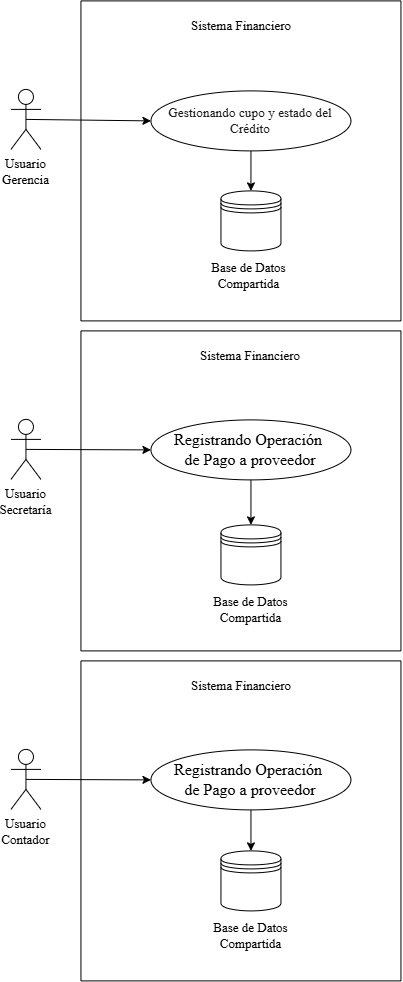 Sistema Financiero
Gestionando cupo y estado del
Crédito
Usuario
Gerencia
Base de Datos
Compartida
Sistema Financiero
Registrando Operación
de Pago a proveedor
Usuario
Secretaría
Base de Datos
Compartida
Sistema Financiero
Registrando Operación
de Pago a proveedor
Usuario
Contador
Base de Datos
Compartida